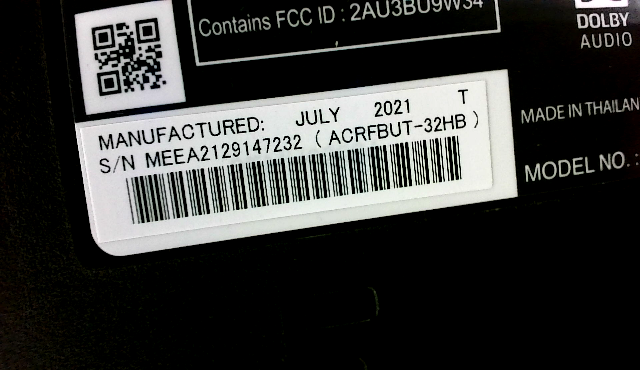 Contains FCC ID : 2AU3BU9W34
DOLBY
AUDIO
MANUFACTURED: JULY 2021 T
S/N MEEA2129147232 ( ACRFBUT-32HB )
MADE IN THAILAN
MODEL NO. :